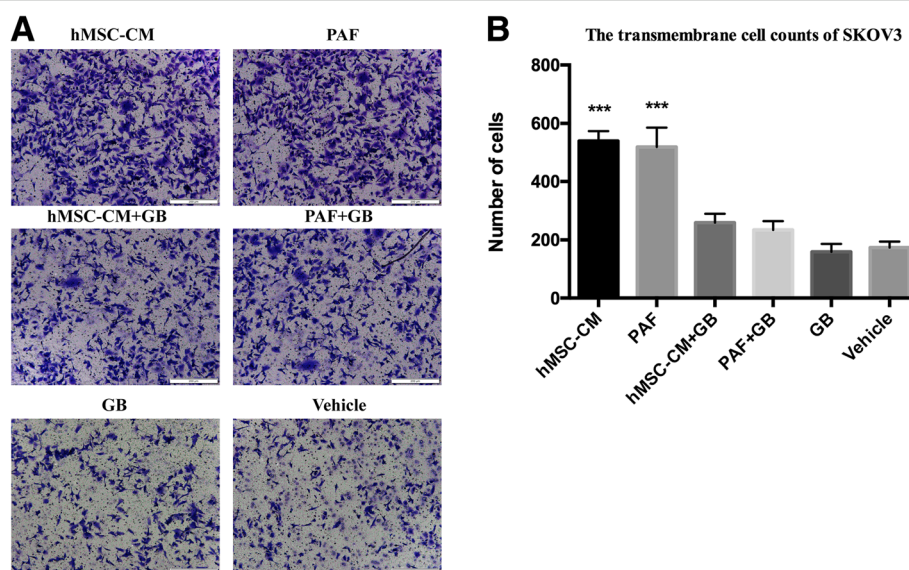 A
hMSC-CM
PAF
hMSC-CM+GB
PAF+GB
GB
Vehicle
B
The transmembrane cell counts of SKOV3
Number of cells
800
600
400
200
0
***
***
hMSC-CM
PAF
hMSC-CM+GB
PAF+GB
GB
Vehicle